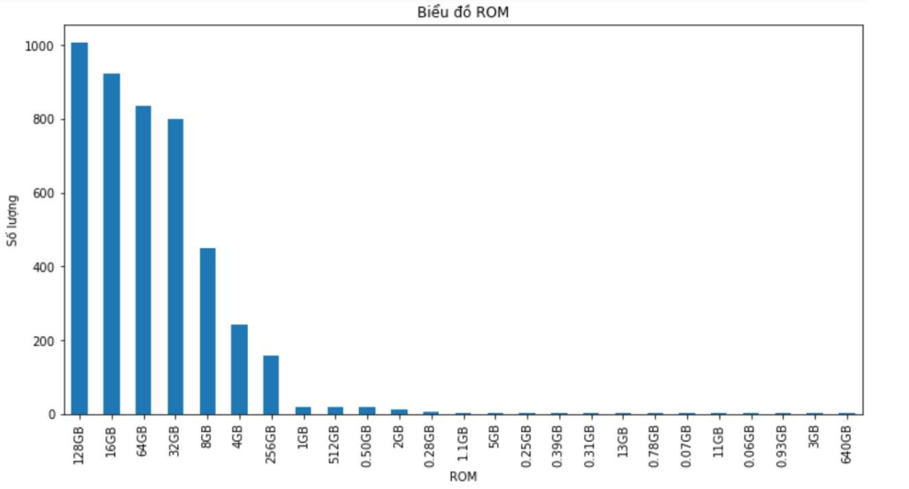 Biểu đồ ROM
1000
800
600
400
200
0
Số lượng
128GB
16GB
64GB
32GB
8GB
4GB
256GB
1GB
512GB
0.50GB
2GB
0.28GB
1.1GB
5GB
0.25GB
0.39GB
0.31GB
13GB
0.78GB
0.07GB
11GB
0.06GB
0.93GB
3GB
640GB
ROM